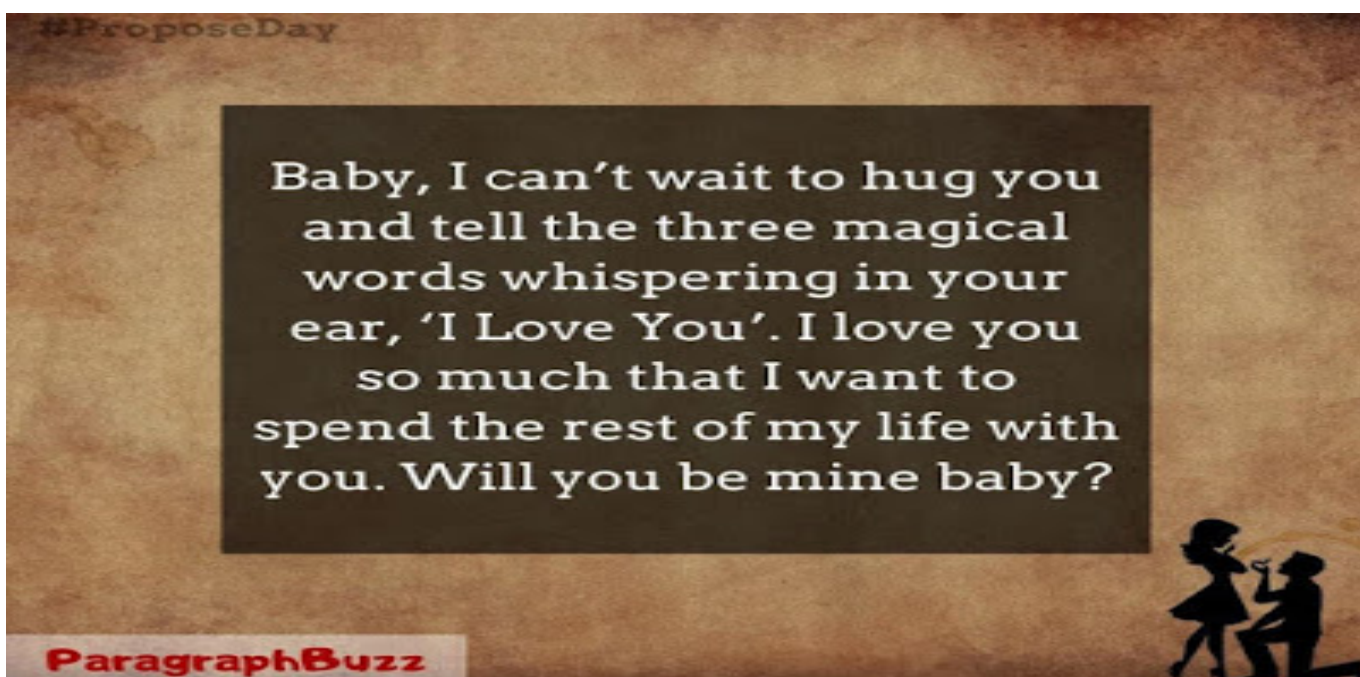 #ProposeDay
Baby, I can’t wait to hug you
and tell the three magical
words whispering in your
ear, ‘I Love You’. I love you
so much that I want to
spend the rest of my life with
you. Will you be mine baby?
ParagraphBuzz